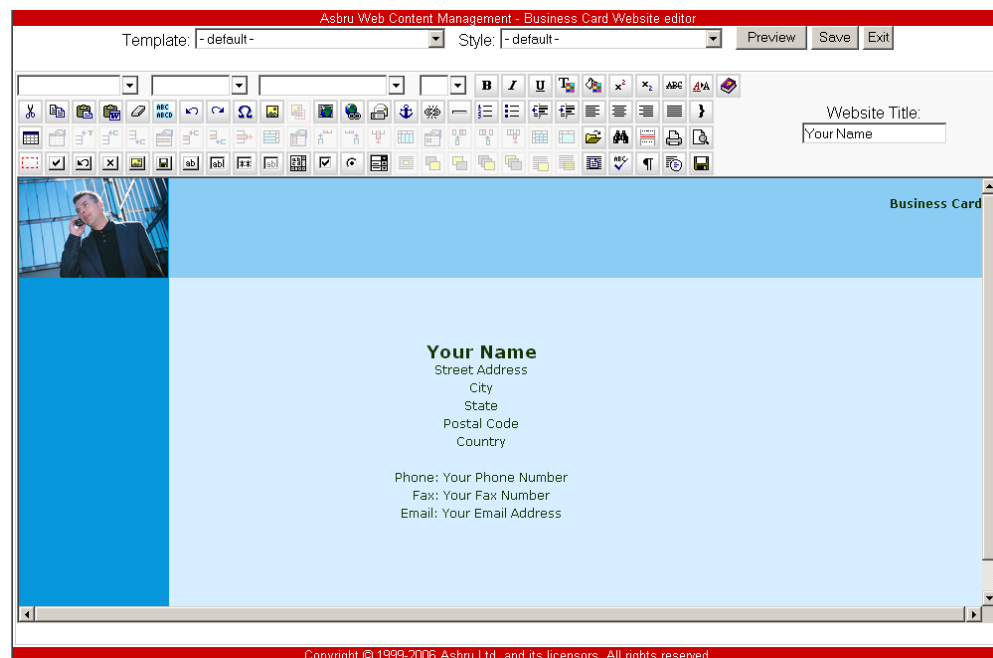 Asbru Web Content Management - Business Card Website editor
Template: - default - Style: - default - Preview Save Exit
Website Title:
Your Name
Business Card
Your Name
Street Address
City
State
Postal Code
Country
Phone: Your Phone Number
Fax: Your Fax Number
Email: Your Email Address
Copyright © 1999-2006 Asbru Ltd. and its licensors. All rights reserved.